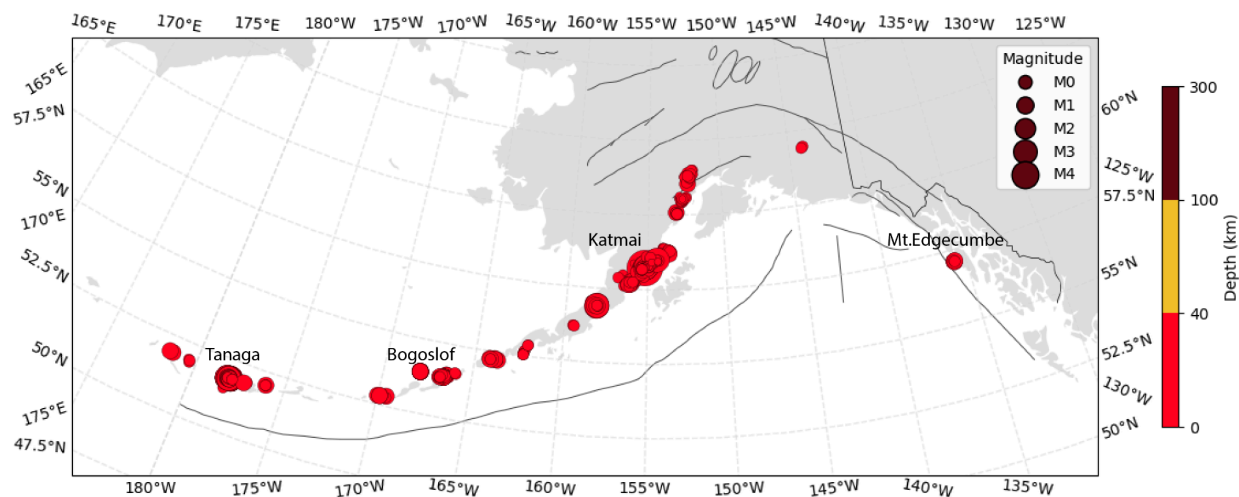 165°E 170°E 175°E 180°W 175°W 170°W 165°W 160°W 155°W 150°W 145°W 140°W 130°W 125°W
Magnitude
M0
M1
M2
M3
M4
165°E
57.5°N
55°N
170°E
52.5°N
50°N
175°E
47.5°N
60°N
125°W
57.5°N
55°N
52.5°N
130°W
50°N
Katmai
Mt.Edgecumbe
Tanaga
Bogoslof
180°W 175°W 170°W 165°W 160°W 155°W 150°W 145°W 140°W 135°W
300
100
40
0
Depth (km)